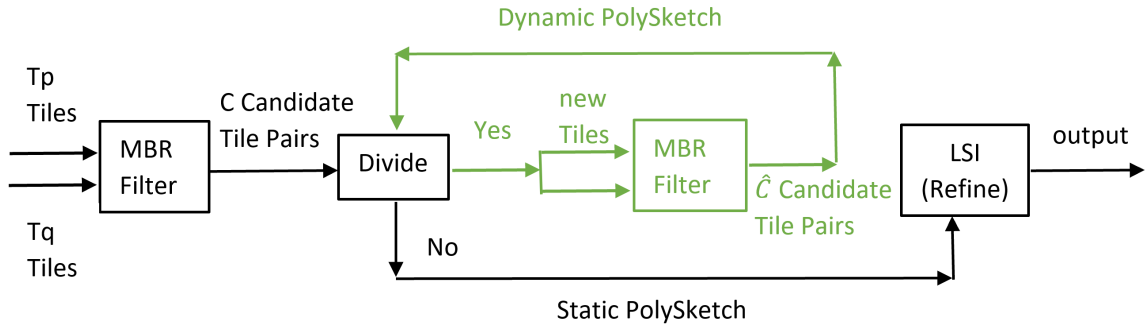 Dynamic PolySketch
Tp
Tiles
C Candidate
Tile Pairs
new
Tiles
Yes
MBR
Filter
Divide
MBR
Filter
LSI
(Refine)
output
Ĉ Candidate
Tile Pairs
Tq
Tiles
No
Static PolySketch